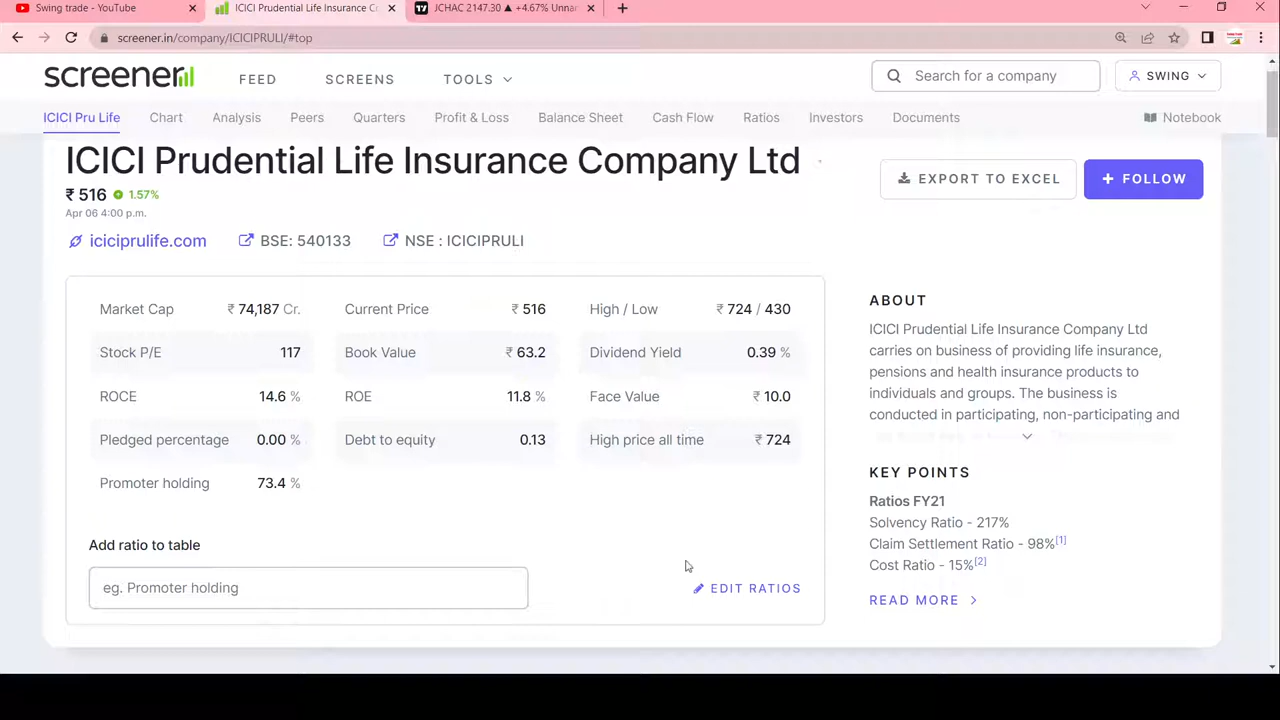 Swing trade - YouTube
ICICI Prudential Life Insurance C
JCHAC 2147.30 ▲ +4.67% Unna
screener.in/company/ICICIPRULI/#top
screener
FEED
SCREENS
TOOLS
Search for a company
SWING
ICICI Pru Life
Chart
Analysis
Peers
Quarters
Profit & Loss
Balance Sheet
Cash Flow
Ratios
Investors
Documents
Notebook
ICICI Prudential Life Insurance Company Ltd
₹ 516 1.57%
Apr 06 4:00 p.m.
EXPORT TO EXCEL
+ FOLLOW
iciciprulife.com
BSE: 540133
NSE : ICICIPRULI
Market Cap ₹ 74,187 Cr.
Current Price ₹ 516
High / Low ₹ 724 / 430
Stock P/E 117
Book Value ₹ 63.2
Dividend Yield 0.39 %
ROCE 14.6 %
ROE 11.8 %
Face Value ₹ 10.0
Pledged percentage 0.00 %
Debt to equity 0.13
High price all time ₹ 724
Promoter holding 73.4 %
Add ratio to table
eg. Promoter holding
EDIT RATIOS
ABOUT
ICICI Prudential Life Insurance Company Ltd
carries on business of providing life insurance,
pensions and health insurance products to
individuals and groups. The business is
conducted in participating, non-participating and
KEY POINTS
Ratios FY21
Solvency Ratio - 217%
Claim Settlement Ratio - 98%[1]
Cost Ratio - 15%[2]
READ MORE